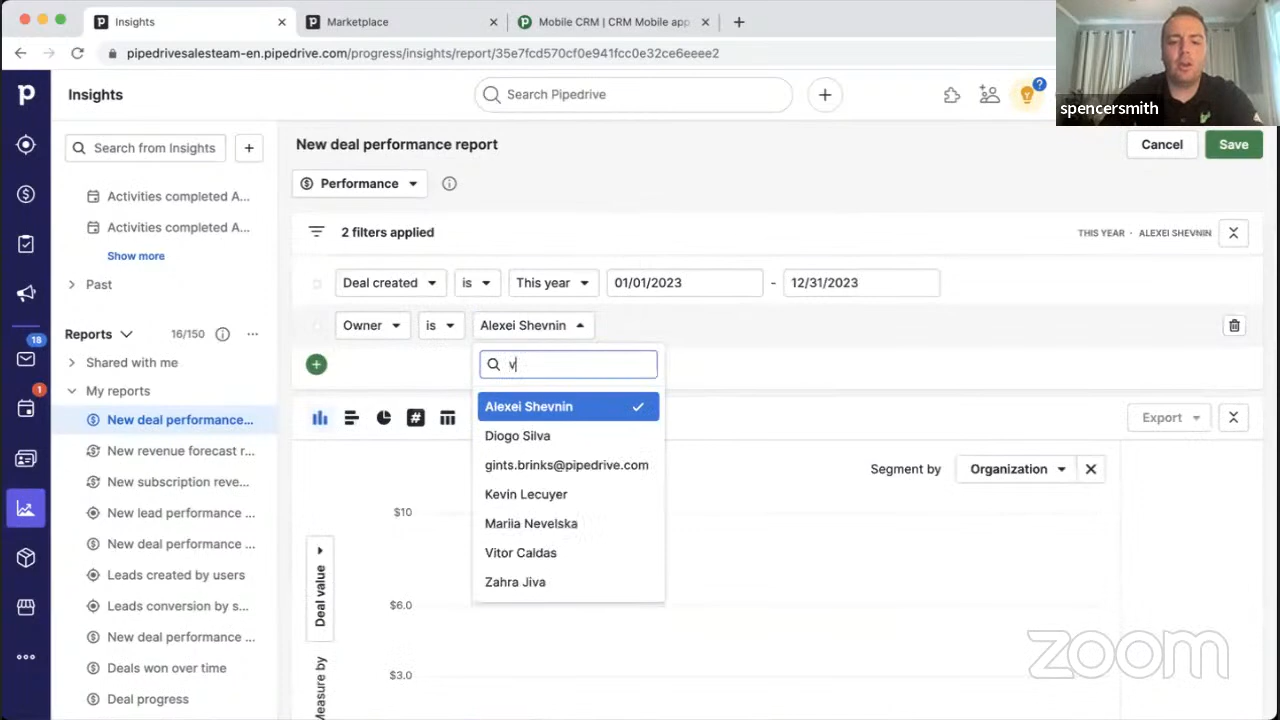 Insights
Marketplace
Mobile CRM | CRM Mobile app
pipedrivesalesteam-en.pipedrive.com/progress/insights/report/35e7fcd570cf0e941fcc0e32ce6eeee2
spencersmith
Insights
Search Pipedrive
?
Search from Insights
Activities completed A...
Activities completed A...
Show more
Past
Reports
16/150
Shared with me
My reports
New deal performance...
New revenue forecast r...
New subscription reve...
New lead performance ...
New deal performance ...
Leads created by users
Leads conversion by s...
New deal performance ...
Deals won over time
Deal progress
18
1
New deal performance report
Cancel
Save
Performance
2 filters applied
THIS YEAR · ALEXEI SHEVNIN
Deal created
is
This year
01/01/2023
-
12/31/2023
Owner
is
Alexei Shevnin
v
Alexei Shevnin
Diogo Silva
gints.brinks@pipedrive.com
Kevin Lecuyer
Mariia Nevelska
Vitor Caldas
Zahra Jiva
Export
Segment by
Organization
$10
$6.0
$3.0
Deal value
Measure by
zoom